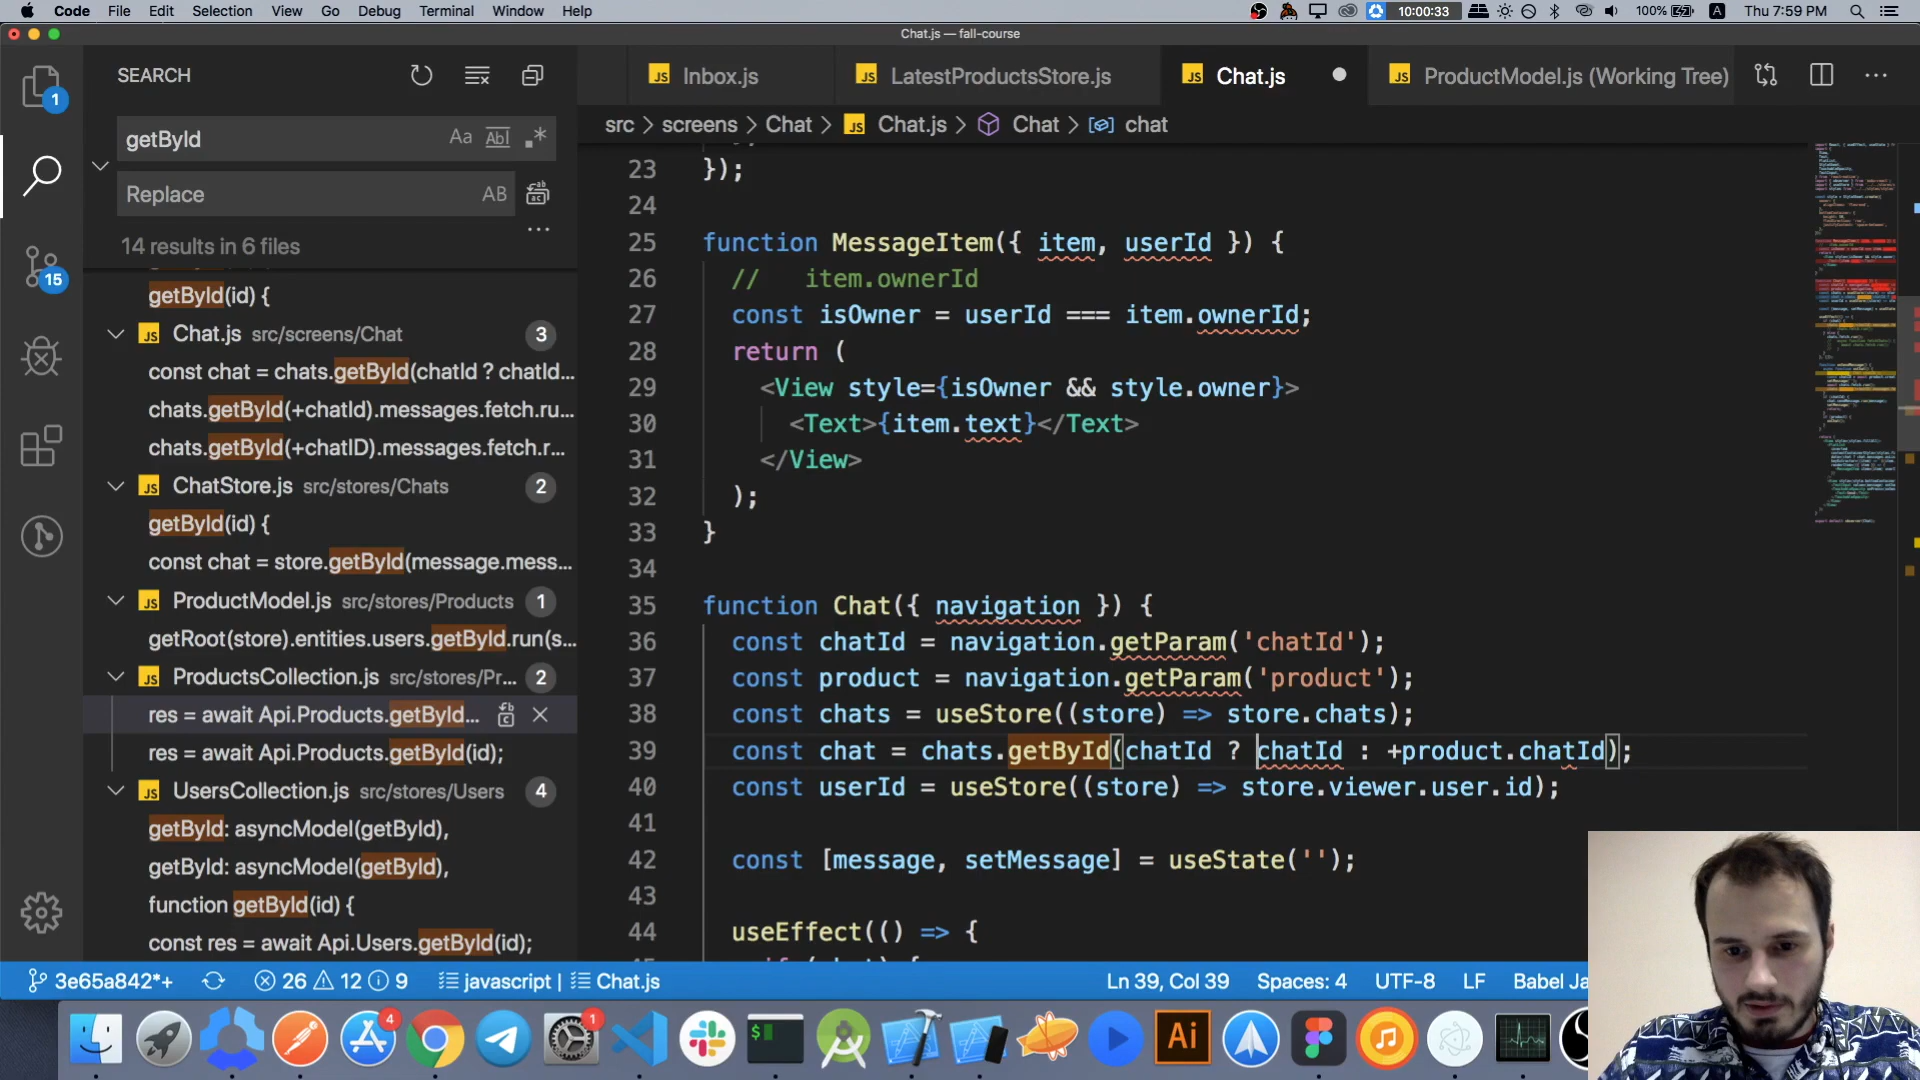 Code File Edit Selection View Go Debug Terminal Window Help 10:00:33 100% A Thu 7:59 PM
Chat.js — fall-course
SEARCH
JS Inbox.js JS LatestProductsStore.js JS Chat.js JS ProductModel.js (Working Tree)
src > screens > Chat > JS Chat.js > Chat > chat
1
getById Aa Abl
Replace AB
14 results in 6 files
15
getById(id) {
Chat.js src/screens/Chat 3
const chat = chats.getById(chatId ? chatId...
chats.getById(+chatId).messages.fetch.ru...
chats.getById(+chatID).messages.fetch.r...
ChatStore.js src/stores/Chats 2
getById(id) {
const chat = store.getById(message.mess...
ProductModel.js src/stores/Products 1
getRoot(store).entities.users.getById.run(s...
ProductsCollection.js src/stores/Pr... 2
res = await Api.Products.getById...
res = await Api.Products.getById(id);
UsersCollection.js src/stores/Users 4
getById: asyncModel(getById),
getById: asyncModel(getById),
function getById(id) {
const res = await Api.Users.getById(id);
23 });
24
25 function MessageItem({ item, userId }) {
26 // item.ownerId
27 const isOwner = userId === item.ownerId;
28 return (
29 <View style={isOwner && style.owner}>
30 <Text>{item.text}</Text>
31 </View>
32 );
33 }
34
35 function Chat({ navigation }) {
36 const chatId = navigation.getParam('chatId');
37 const product = navigation.getParam('product');
38 const chats = useStore((store) => store.chats);
39 const chat = chats.getById(chatId ? chatId : +product.chatId);
40 const userId = useStore((store) => store.viewer.user.id);
41
42 const [message, setMessage] = useState('');
43
44 useEffect(() => {
3e65a842*+ 26 12 9 javascript | Chat.js Ln 39, Col 39 Spaces: 4 UTF-8 LF Babel Ja
4 1 $ Ai